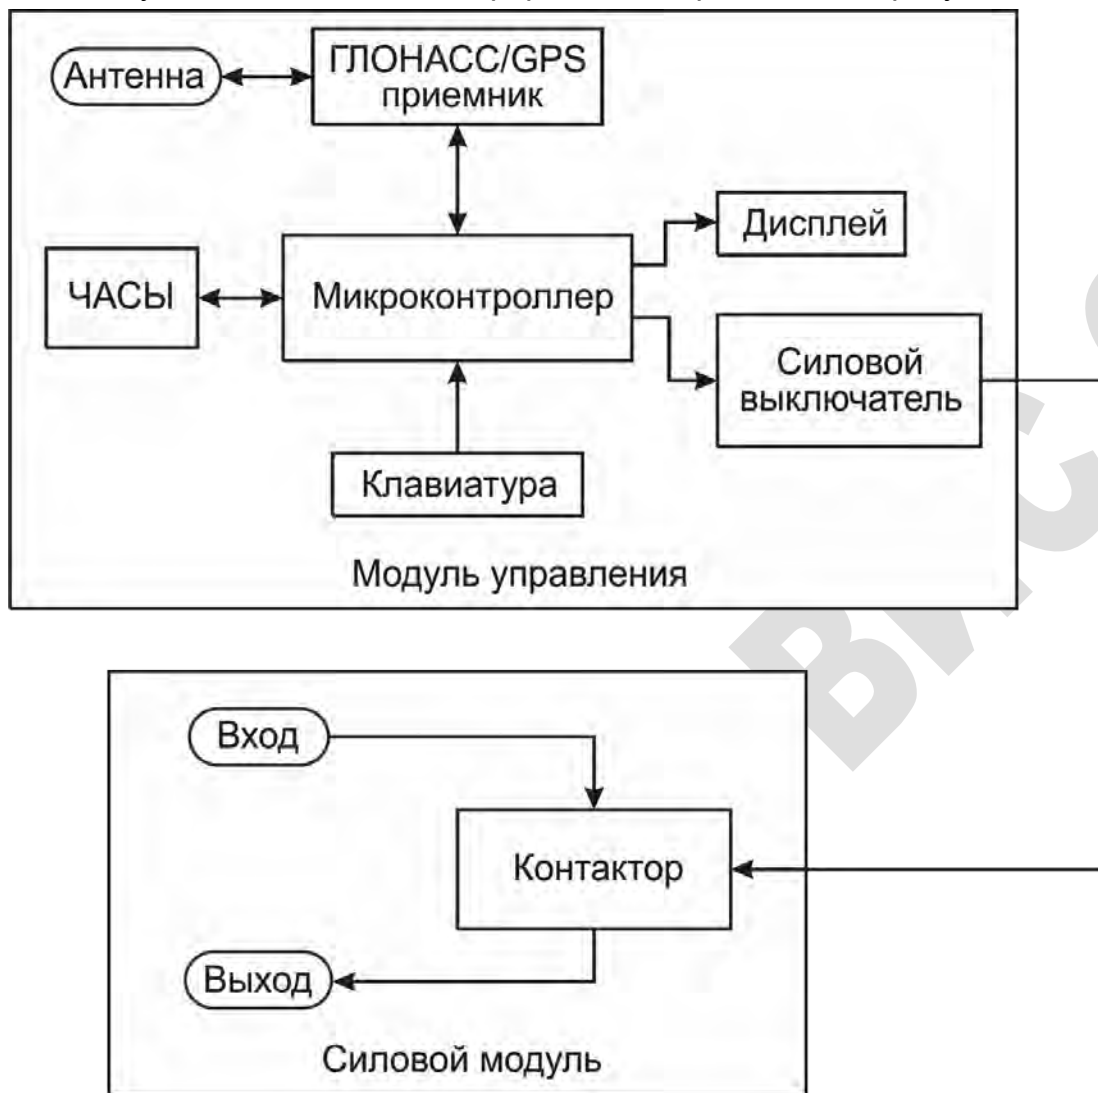 Антенна
ГЛОНАСС/GPS
приемник
Дисплей
ЧАСЫ
Микроконтроллер
Силовой
выключатель
Клавиатура
Модуль управления
Вход
Контактор
Выход
Силовой модуль